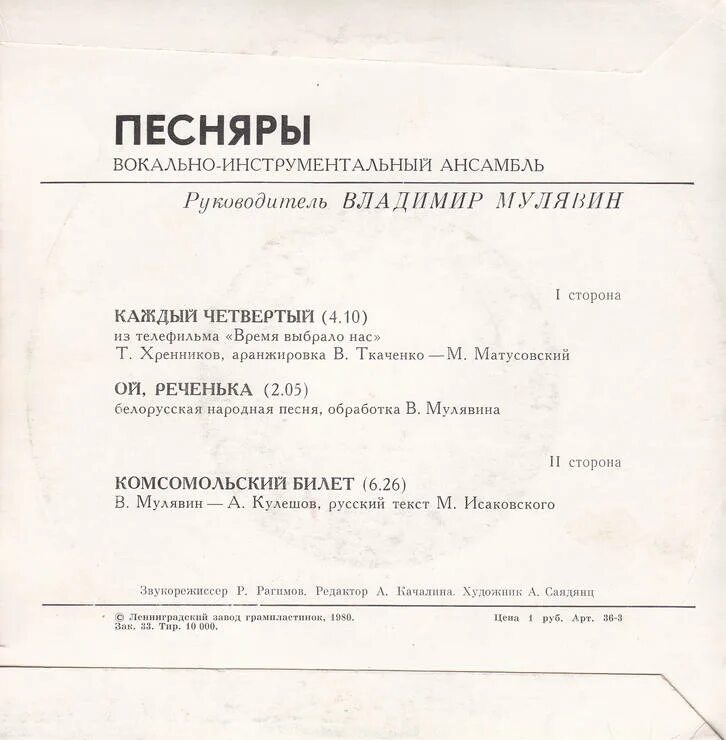 ПЕСНЯРЫ
ВОКАЛЬНО-ИНСТРУМЕНТАЛЬНЫЙ АНСАМБЛЬ
Руководитель ВЛАДИМИР МУЛЯВИН
I сторона
КАЖДЫЙ ЧЕТВЕРТЫЙ (4.10)
из телефильма «Время выбрало нас»
Т. Хренников, аранжировка В. Ткаченко — М. Матусовский
ОЙ, РЕЧЕНЬКА (2.05)
белорусская народная песня, обработка В. Мулявина
II сторона
КОМСОМОЛЬСКИЙ БИЛЕТ (6.26)
В. Мулявин — А. Кулешов, русский текст М. Исаковского
Звукорежиссер Р. Рагимов. Редактор А. Качалина. Художник А. Саядянц
© Ленинградский завод грампластинок, 1980. Цена 1 руб. Арт. 36-3
Зак. 33. Тир. 10 000.